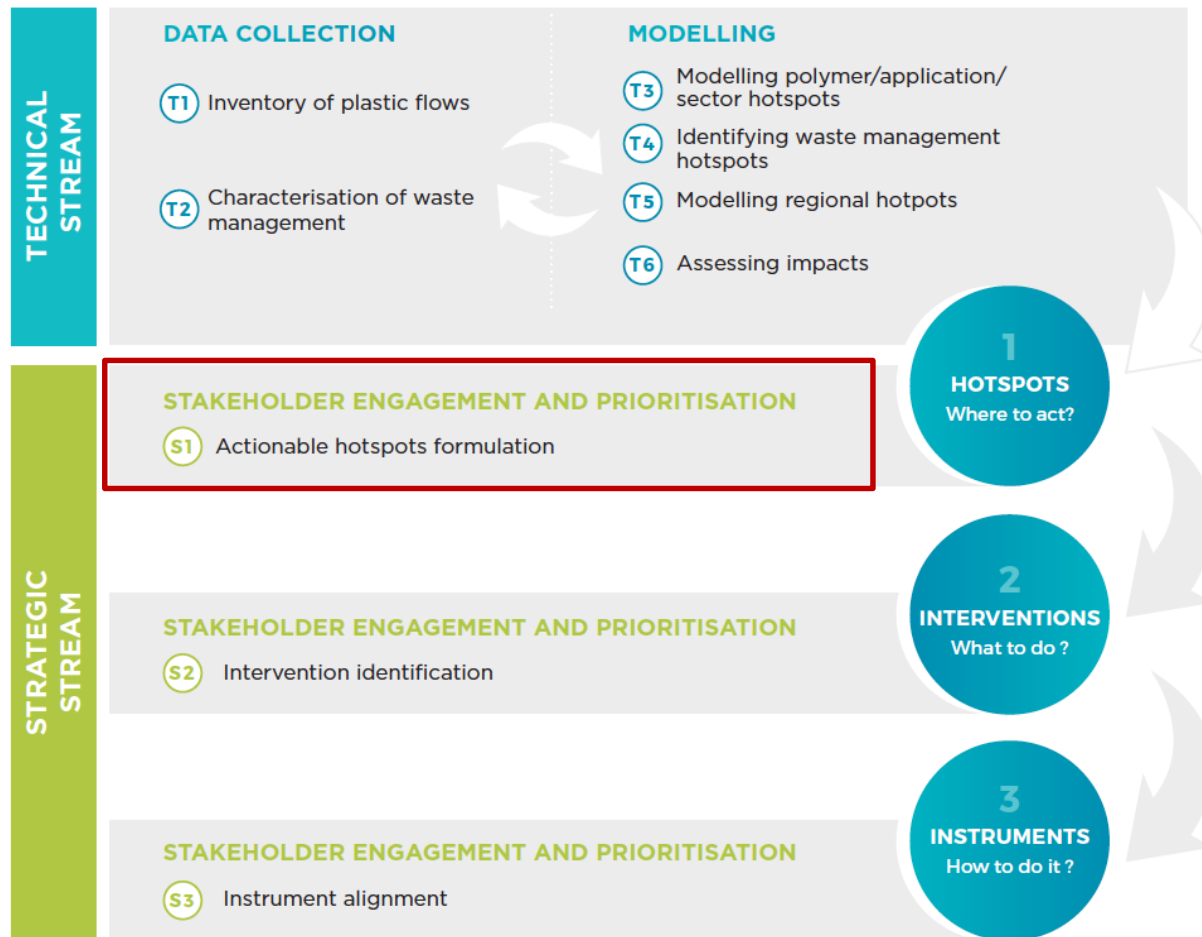 TECHNICAL
STREAM
DATA COLLECTION
T1 Inventory of plastic flows
T2 Characterisation of waste
management
MODELLING
T3 Modelling polymer/application/
sector hotspots
T4 Identifying waste management
hotspots
T5 Modelling regional hotpots
T6 Assessing impacts
1
HOTSPOTS
Where to act?
STRATEGIC
STREAM
STAKEHOLDER ENGAGEMENT AND PRIORITISATION
S1 Actionable hotspots formulation
2
INTERVENTIONS
What to do ?
STAKEHOLDER ENGAGEMENT AND PRIORITISATION
S2 Intervention identification
3
INSTRUMENTS
How to do it ?
STAKEHOLDER ENGAGEMENT AND PRIORITISATION
S3 Instrument alignment